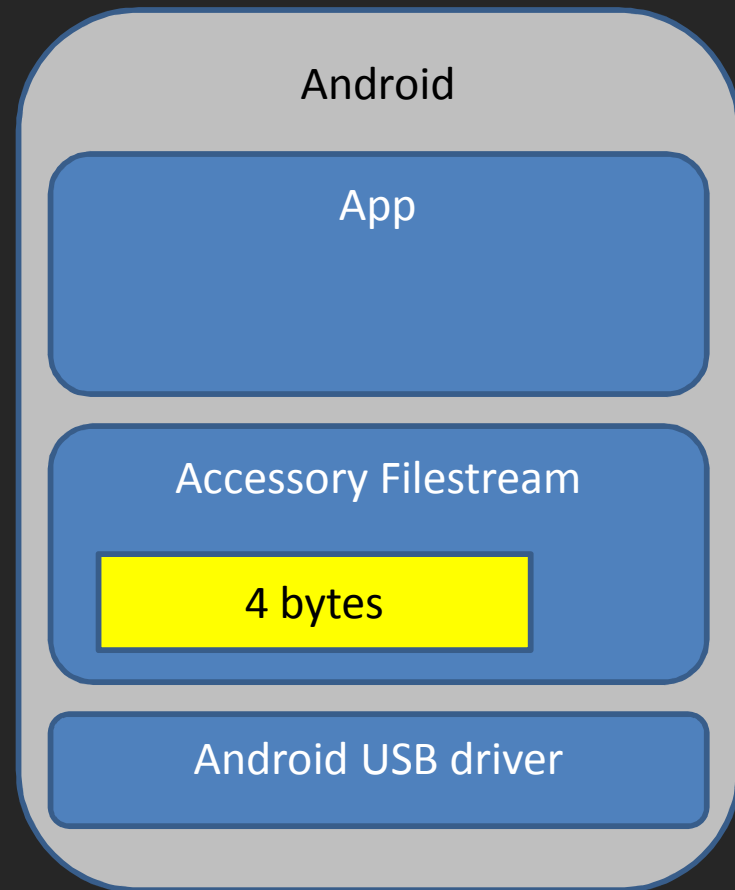 Android
App
Accessory Filestream
4 bytes
Android USB driver